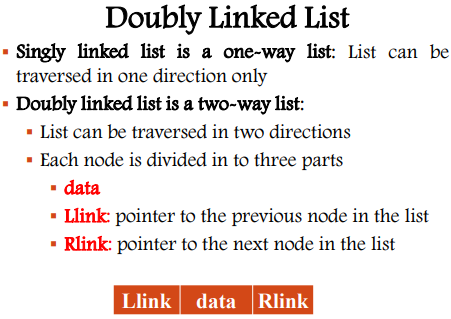 Doubly Linked List
▪ Singly linked list is a one-way list: List can be
traversed in one direction only
▪ Doubly linked list is a two-way list:
▪ List can be traversed in two directions
▪ Each node is divided in to three parts
▪ data
▪ Llink: pointer to the previous node in the list
▪ Rlink: pointer to the next node in the list
Llink data Rlink